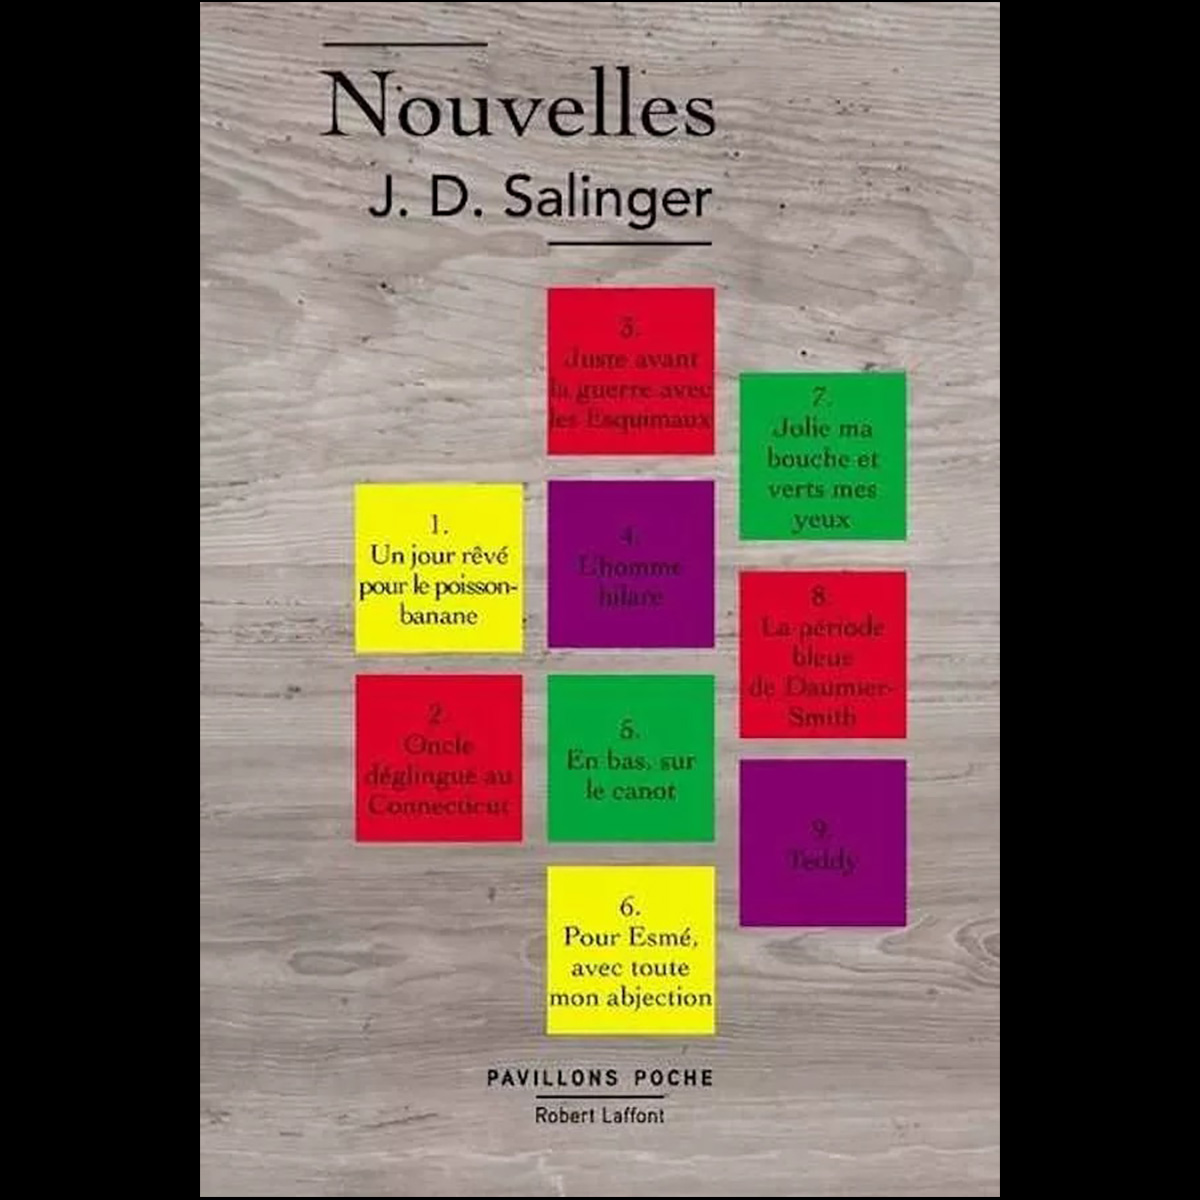 Nouvelles
J. D. Salinger
1.
Un jour rêvé
pour le poisson-
banane
2.
Oncle
déglingué au
Connecticut
3.
Juste avant
la guerre avec
les Esquimaux
4.
L'homme
hilare
5.
En bas, sur
le canot
6.
Pour Esmé,
avec toute
mon abjection
7.
Jolie ma
bouche et
verts mes
yeux
8.
La période
bleue
de Daumier-
Smith
9.
Teddy
PAVILLONS POCHE
Robert Laffont